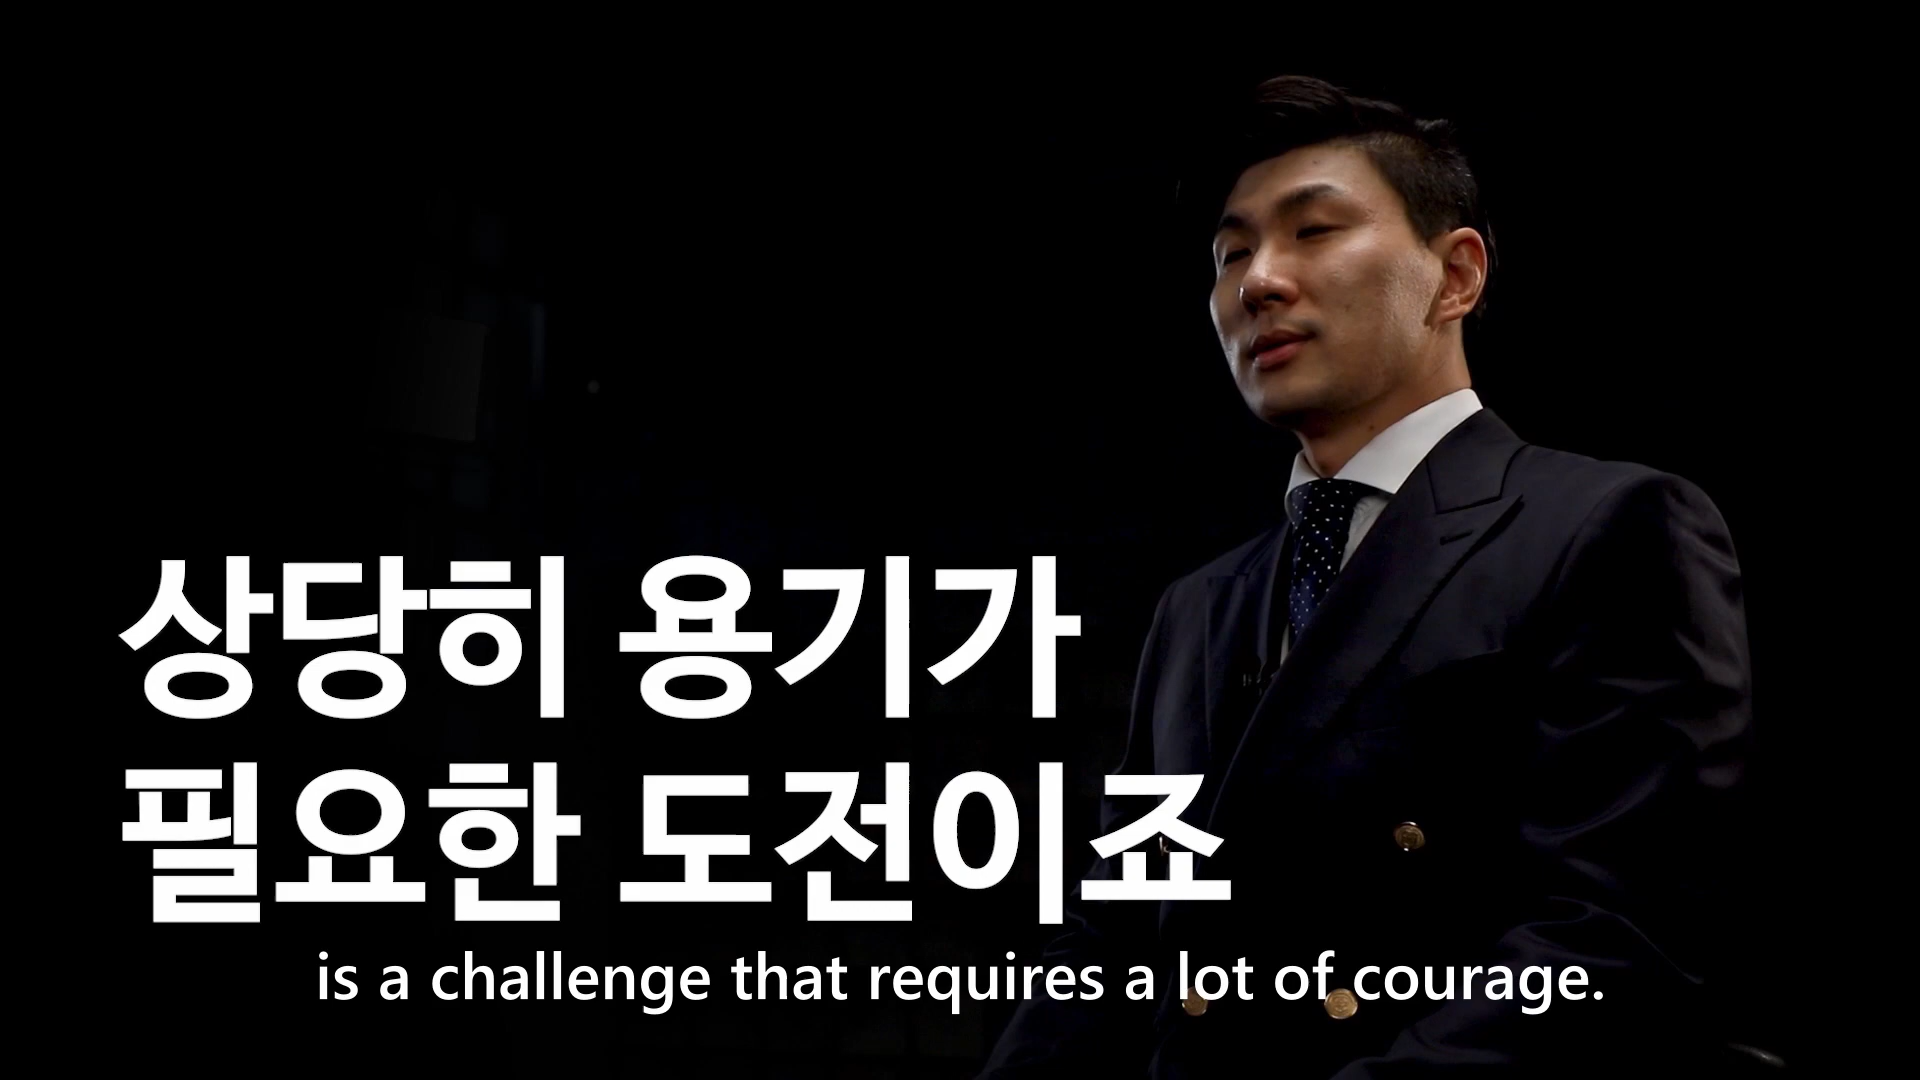 상당히 용기가
필요한 도전이죠
is a challenge that requires a lot of courage.